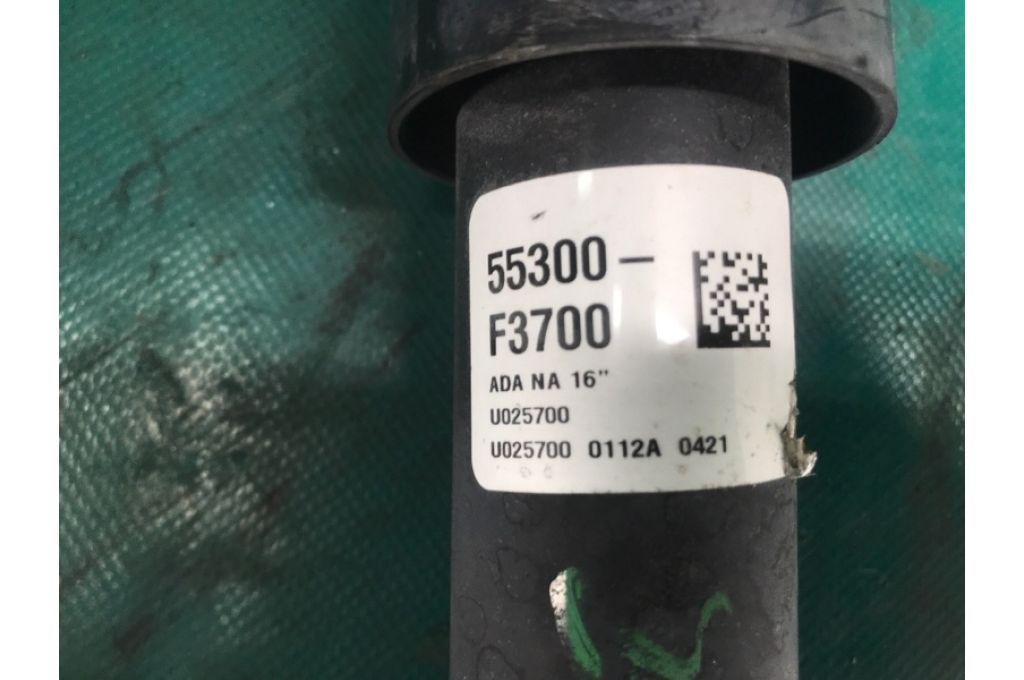 55300-
F3700
ADA NA 16"
U025700
U025700 0112A 0421